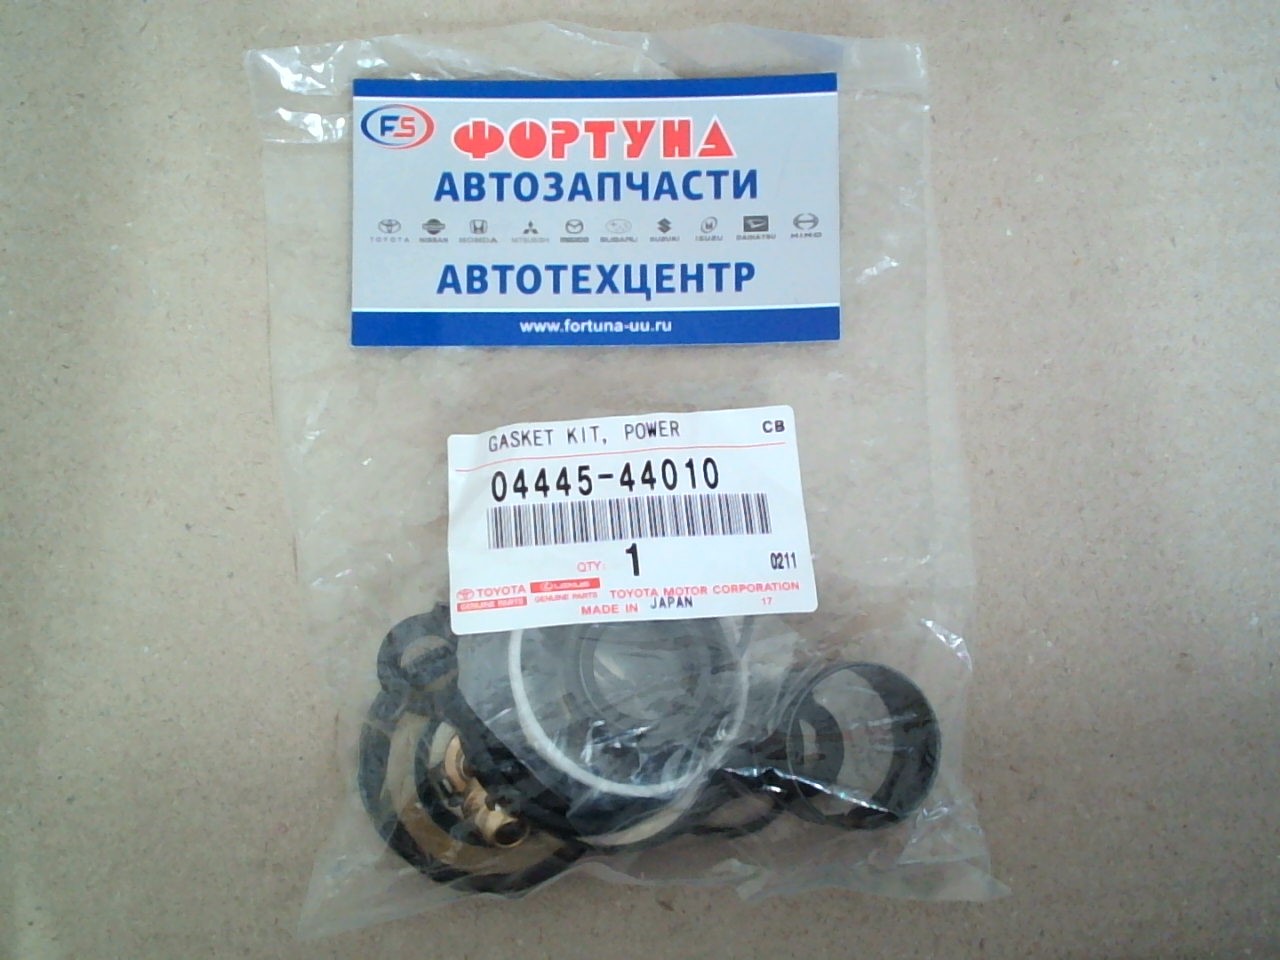 FS ФОРТУНА
АВТОЗАПЧАСТИ
TOYOTA NISSAN HONDA MITSUBISHI MAZDA SUBARU SUZUKI ISUZU DAIHATSU HINO
АВТОТЕХЦЕНТР
www.fortuna-uu.ru
GASKET KIT, POWER CB
04445-44010
QTY: 1 0211
TOYOTA LEXUS TOYOTA MOTOR CORPORATION
GENUINE PARTS GENUINE PARTS
MADE IN JAPAN 17